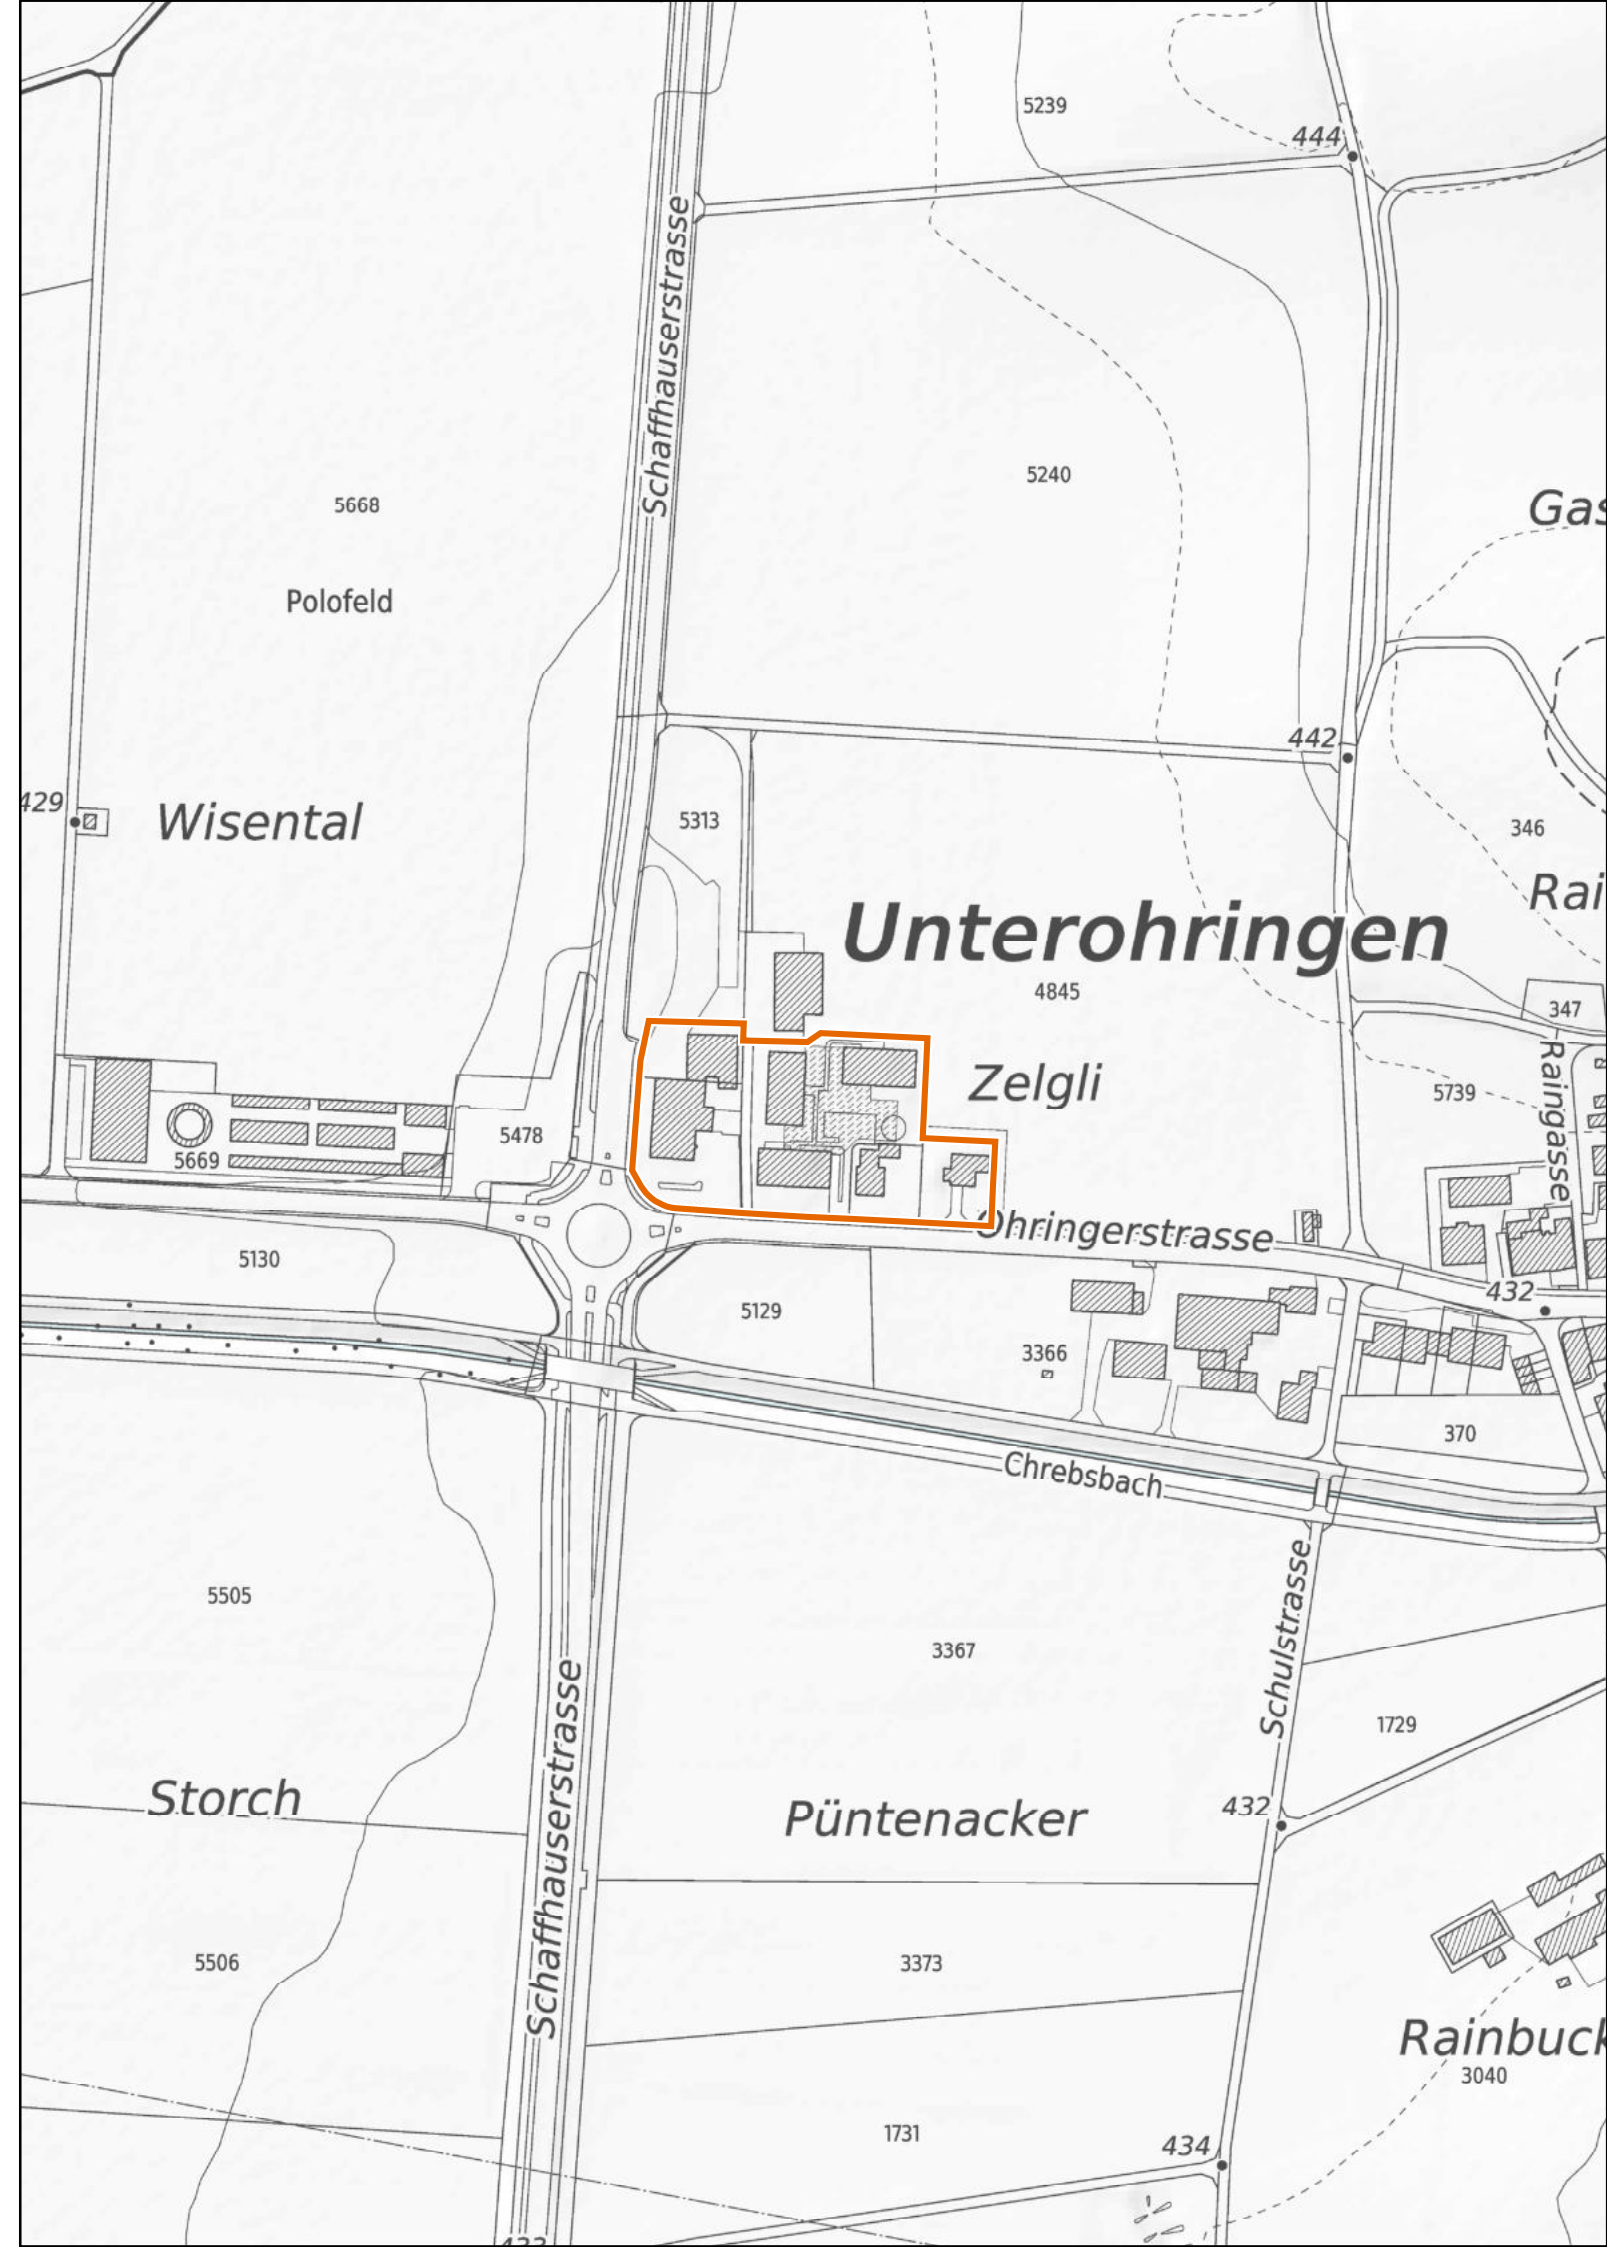 5239
444
Schaffhauserstrasse
5240
5668
Polofeld
442
429
Wisental
5313
346
Unterohringen
4845
347
Zelgli
5739
Raingasse
5478
5669
Ohringerstrasse
5130
432
5129
3366
370
Chrebsbach
5505
Schulstrasse
3367
1729
Schaffhauserstrasse
Storch
Püntenacker
432
5506
3373
Rainbuck
3040
1731
434